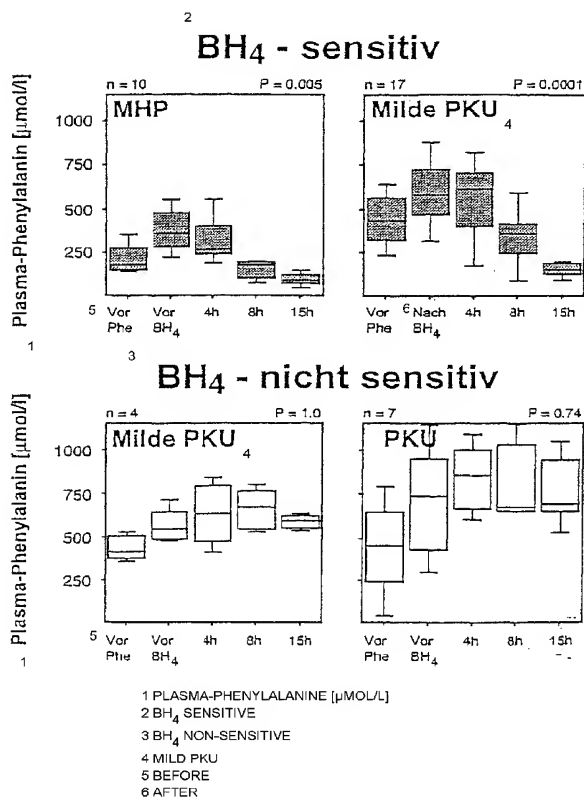 2
BH4 - sensitiv
n = 10 P = 0.005
MHP
n = 17 P = 0.0001
Milde PKU 4
Plasma-Phenylalanin [µmol/l]
1000
750
500
250
5 Vor Phe
Vor BH4
4h
8h
15h
Vor Phe
6 Nach BH4
4h
8h
15h
1
3
BH4 - nicht sensitiv
n = 4 P = 1.0
Milde PKU 4
n = 7 P = 0.74
PKU
Plasma-Phenylalanin [µmol/l]
1000
750
500
250
5 Vor Phe
Vor BH4
4h
8h
15h
Vor Phe
Vor BH4
4h
8h
15h
1
1 PLASMA-PHENYLALANINE [µMOL/L]
2 BH4 SENSITIVE
3 BH4 NON-SENSITIVE
4 MILD PKU
5 BEFORE
6 AFTER